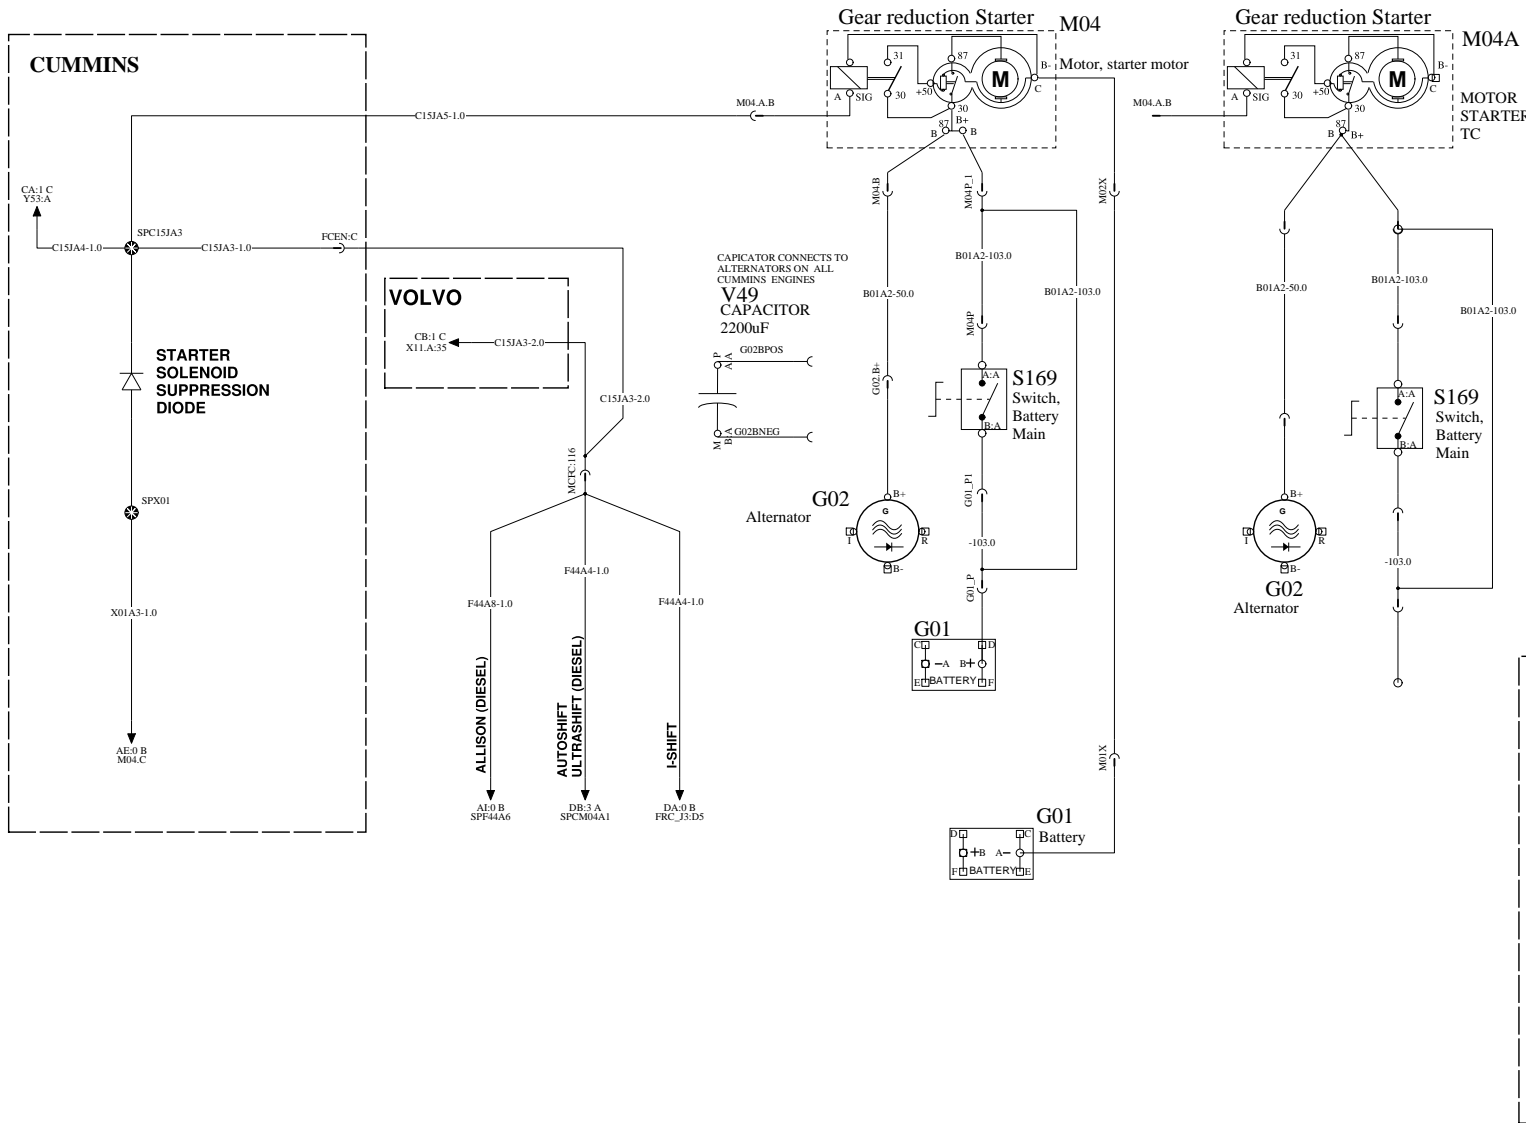 CUMMINS
CA:1 C
Y53:A
C15JA4-1.0
SPC15JA3
C15JA3-1.0
FCEN:C
C15JA5-1.0
M04.A.B
STARTER
SOLENOID
SUPPRESSION
DIODE
SPX01
X01A3-1.0
AE:0 B
M04.C
VOLVO
CB:1 C
X11.A:35
C15JA3-2.0
C15JA3-2.0
MCFC:116
F44A8-1.0
F44A4-1.0
F44A4-1.0
ALLISON (DIESEL)
AUTOSHIFT
ULTRASHIFT (DIESEL)
I-SHIFT
AI:0 B
SPF44A6
DB:3 A
SPCM04A1
DA:0 B
FRC_J3:D5
CAPICATOR CONNECTS TO
ALTERNATORS ON ALL
CUMMINS ENGINES
V49
CAPACITOR
2200uF
P
A A
G02BPOS
M
B A
G02BNEG
Gear reduction Starter
M04
A
SIG
31
30
+50
87
30
M
B-
C
Motor, starter motor
87
B+
B
B
M04.B
M04P_1
M02X
B01A2-50.0
B01A2-103.0
B01A2-103.0
G02.B+
M04P
A:A
B:A
S169
Switch,
Battery
Main
G01_P1
-103.0
G01_P
G02
Alternator
B+
G
I
R
B-
G01
C
D
A
B+
E
BATTERY
F
M01X
G01
Battery
D
C
+B
A-
F
BATTERY
E
Gear reduction Starter
M04A
M04.A.B
A
SIG
31
30
+50
87
30
M
B-
C
MOTOR
STARTER
TC
87
B
B+
B01A2-50.0
B01A2-103.0
B01A2-103.0
A:A
B:A
S169
Switch,
Battery
Main
-103.0
B+
G
I
R
B-
G02
Alternator